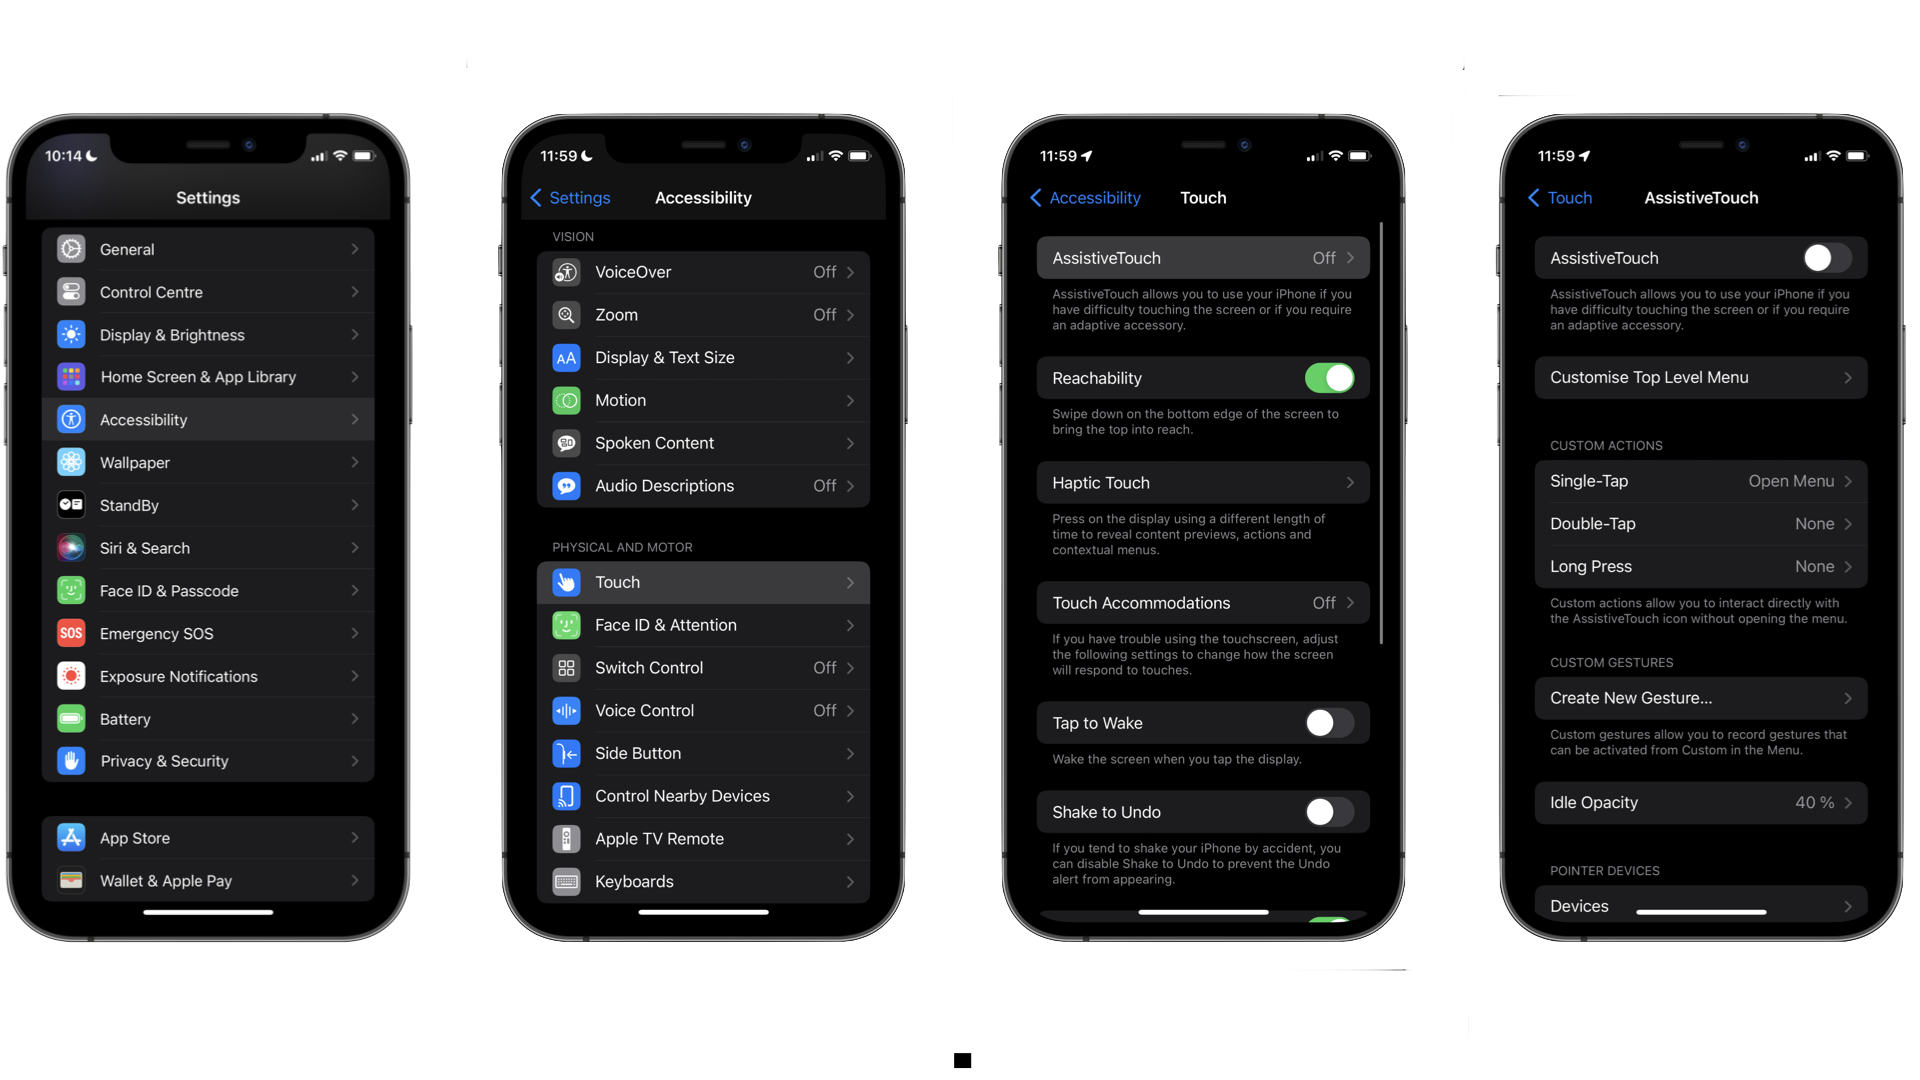 10:14
Settings
General
Control Centre
Display & Brightness
Home Screen & App Library
Accessibility
Wallpaper
StandBy
Siri & Search
Face ID & Passcode
SOS
Emergency SOS
Exposure Notifications
Battery
Privacy & Security
App Store
Wallet & Apple Pay
11:59
Settings
Accessibility
VISION
VoiceOver Off
Zoom Off
AA
Display & Text Size
Motion
Spoken Content
Audio Descriptions Off
PHYSICAL AND MOTOR
Touch
Face ID & Attention
Switch Control Off
Voice Control Off
Side Button
Control Nearby Devices
Apple TV Remote
Keyboards
11:59
Accessibility
Touch
AssistiveTouch Off
AssistiveTouch allows you to use your iPhone if you
have difficulty touching the screen or if you require
an adaptive accessory.
Reachability
Swipe down on the bottom edge of the screen to
bring the top into reach.
Haptic Touch
Press on the display using a different length of
time to reveal content previews, actions and
contextual menus.
Touch Accommodations Off
If you have trouble using the touchscreen, adjust
the following settings to change how the screen
will respond to touches.
Tap to Wake
Wake the screen when you tap the display.
Shake to Undo
If you tend to shake your iPhone by accident, you
can disable Shake to Undo to prevent the Undo
alert from appearing.
11:59
Touch
AssistiveTouch
AssistiveTouch
AssistiveTouch allows you to use your iPhone if you
have difficulty touching the screen or if you require
an adaptive accessory.
Customise Top Level Menu
CUSTOM ACTIONS
Single-Tap Open Menu
Double-Tap None
Long Press None
Custom actions allow you to interact directly with
the AssistiveTouch icon without opening the menu.
CUSTOM GESTURES
Create New Gesture...
Custom gestures allow you to record gestures that
can be activated from Custom in the Menu.
Idle Opacity 40 %
POINTER DEVICES
Devices